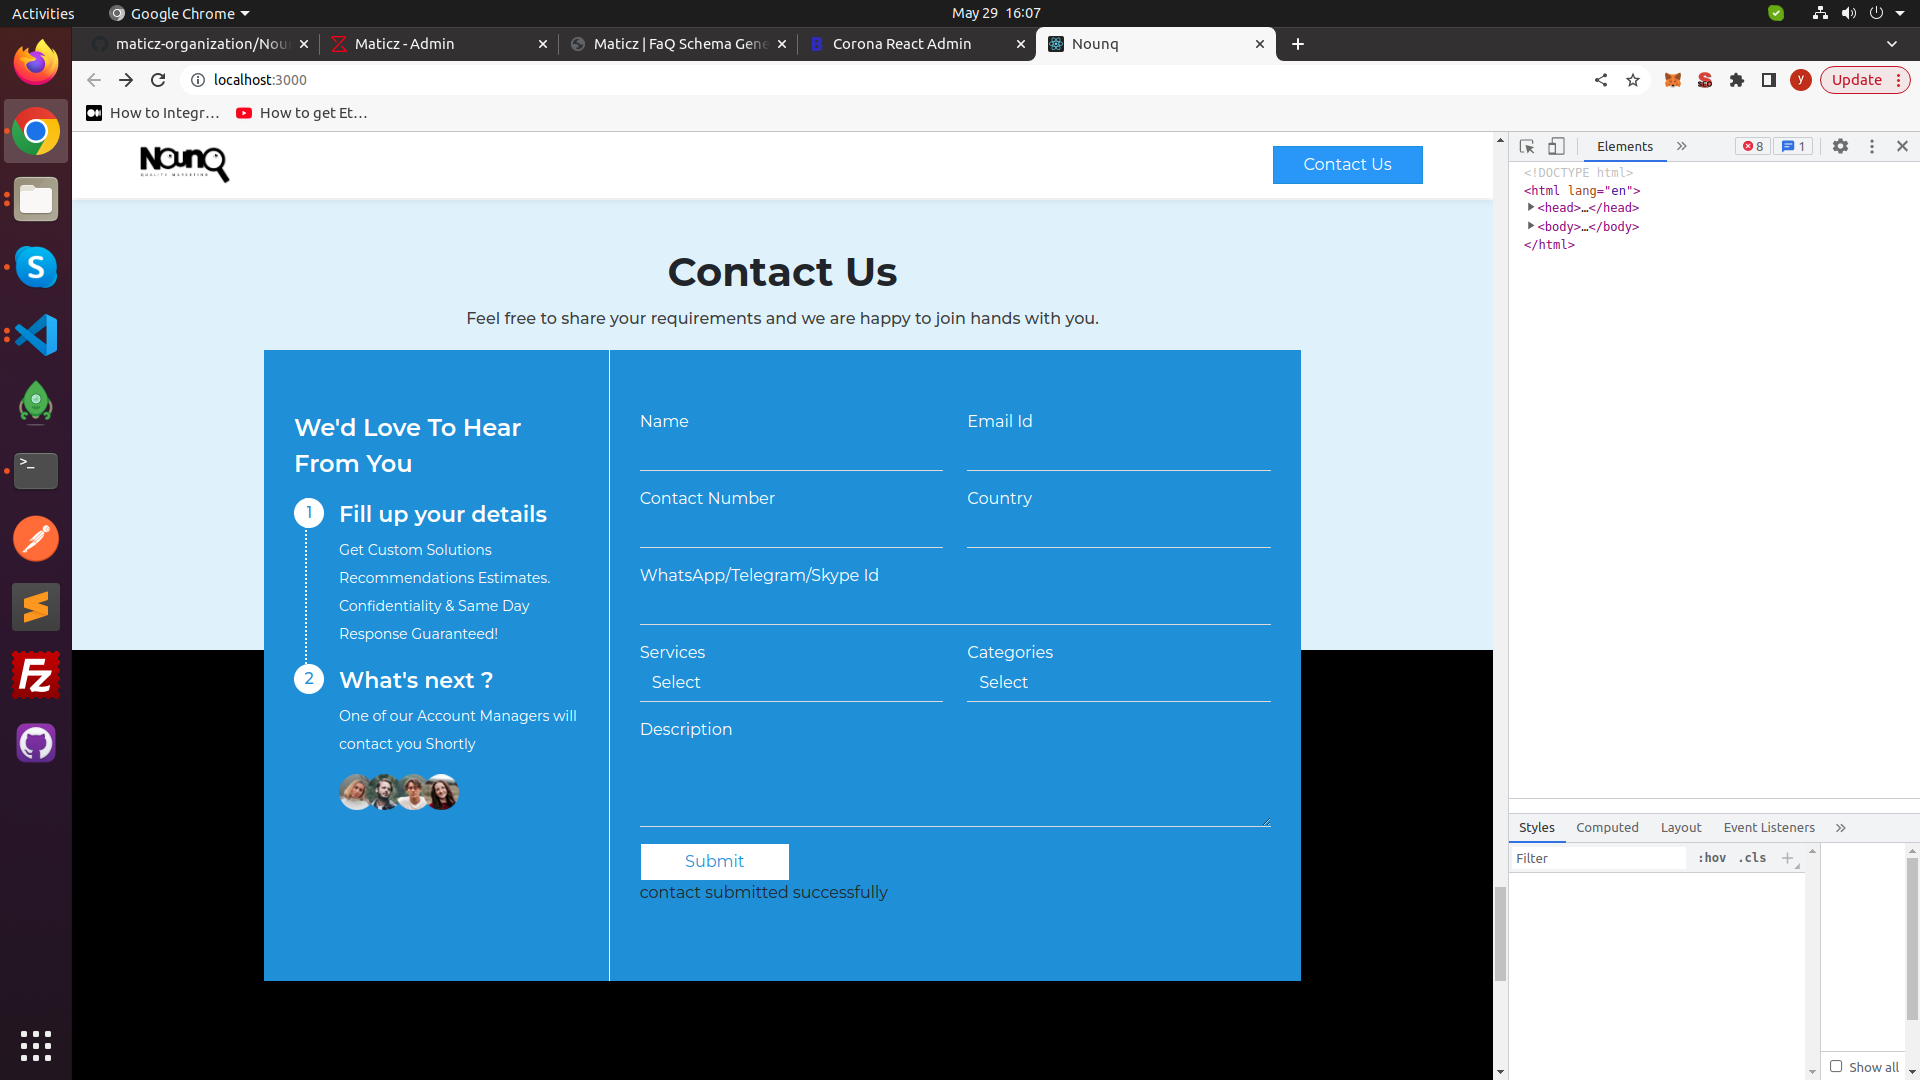 Activities
Google Chrome
May 29 16:07
maticz-organization/Nou
Maticz - Admin
Maticz | FaQ Schema Gene
Corona React Admin
Nounq
localhost:3000
y
Update
How to Integr…
How to get Et…
Nounq
QUALITY MARKETING
Contact Us
Elements
8
1
<!DOCTYPE html>
<html lang="en">
<head>…</head>
<body>…</body>
</html>
Contact Us
Feel free to share your requirements and we are happy to join hands with you.
We'd Love To Hear
From You
1
Fill up your details
Get Custom Solutions
Recommendations Estimates.
Confidentiality & Same Day
Response Guaranteed!
2
What's next ?
One of our Account Managers will
contact you Shortly
Name
Email Id
Contact Number
Country
WhatsApp/Telegram/Skype Id
Services
Categories
Select
Select
Description
Submit
contact submitted successfully
Styles
Computed
Layout
Event Listeners
Filter
:hov
.cls
Show all